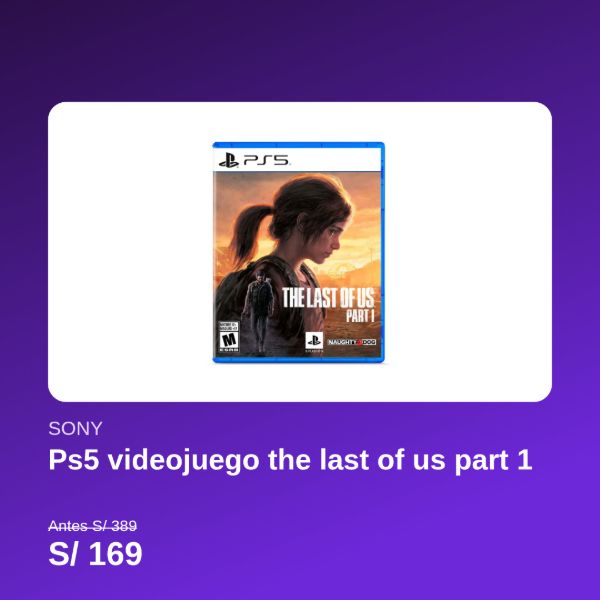 PS5
THE LAST OF US
PART I
M
ESRB
NAUGHTY DOG
SONY
Ps5 videojuego the last of us part 1
Antes S/ 389
S/ 169